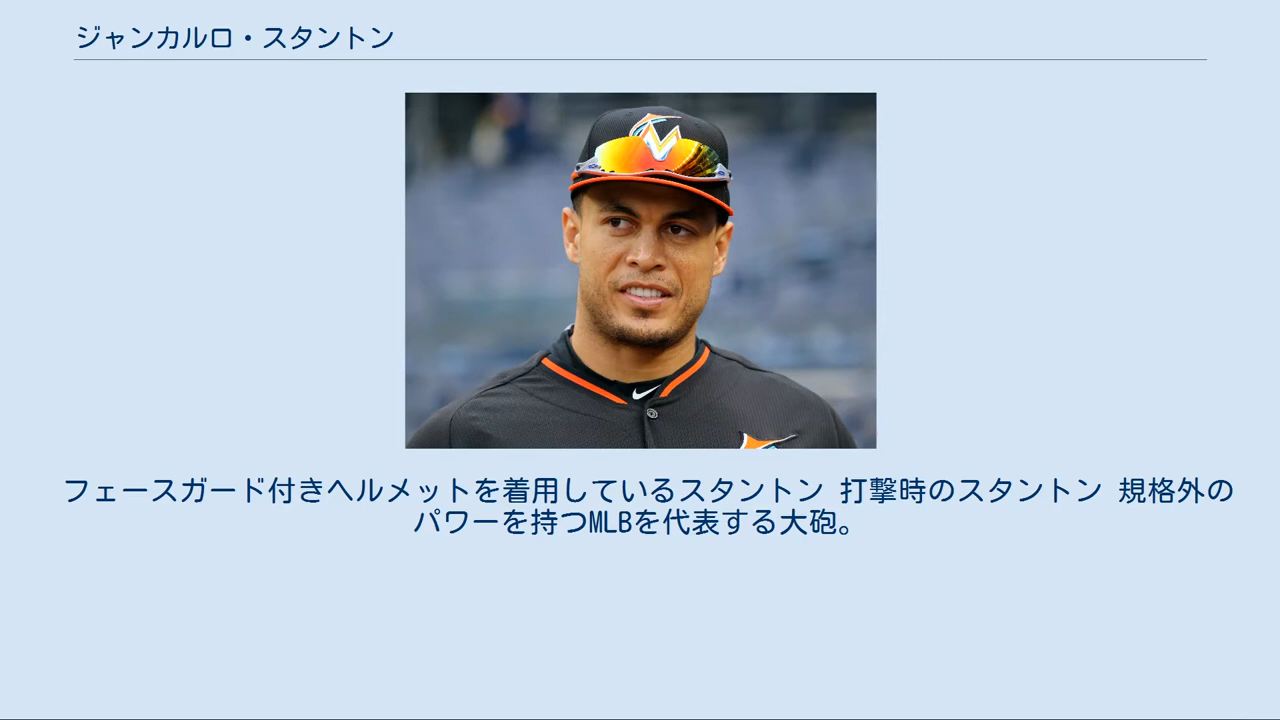 ジャンカルロ・スタントン
フェースガード付きヘルメットを着用しているスタントン 打撃時のスタントン 規格外の
パワーを持つMLBを代表する大砲。